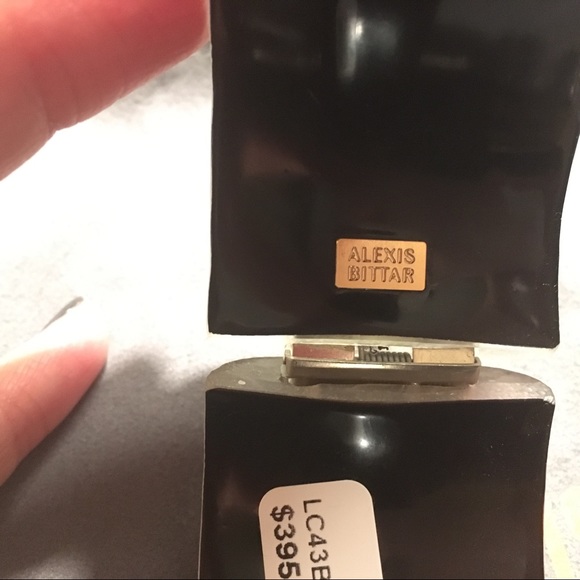 ALEXIS
BITTAR
LC43B
$395